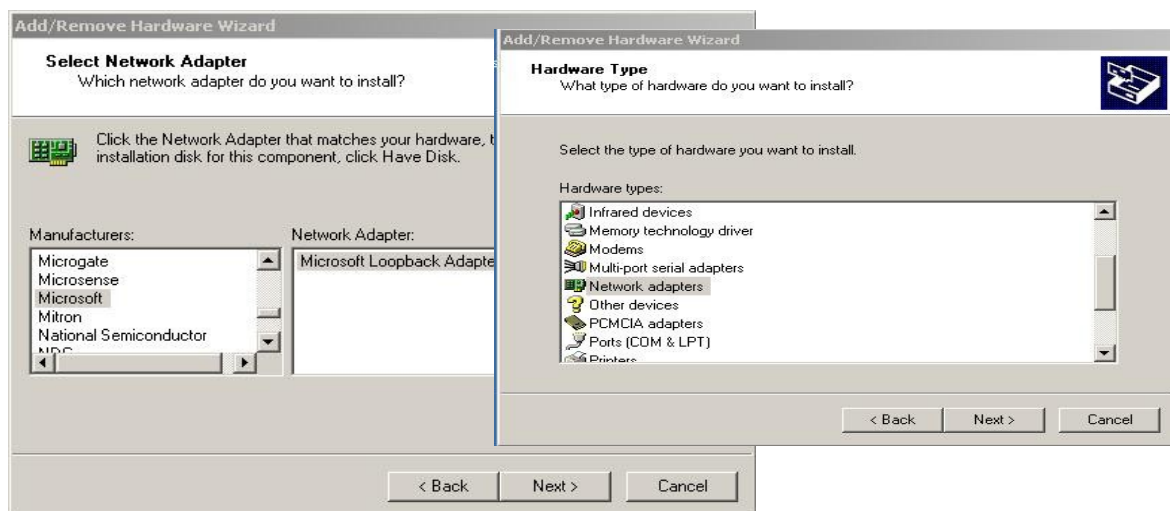 Add/Remove Hardware Wizard
Select Network Adapter
Which network adapter do you want to install?
Click the Network Adapter that matches your hardware,
installation disk for this component, click Have Disk.
Manufacturers:
Microgate
Microsense
Microsoft
Mitron
National Semiconductor
Network Adapter:
Microsoft Loopback Adapte
< Back
Next >
Cancel
Add/Remove Hardware Wizard
Hardware Type
What type of hardware do you want to install?
Select the type of hardware you want to install.
Hardware types:
Infrared devices
Memory technology driver
Modems
Multi-port serial adapters
Network adapters
Other devices
PCMCIA adapters
Ports (COM & LPT)
Printers
< Back
Next >
Cancel